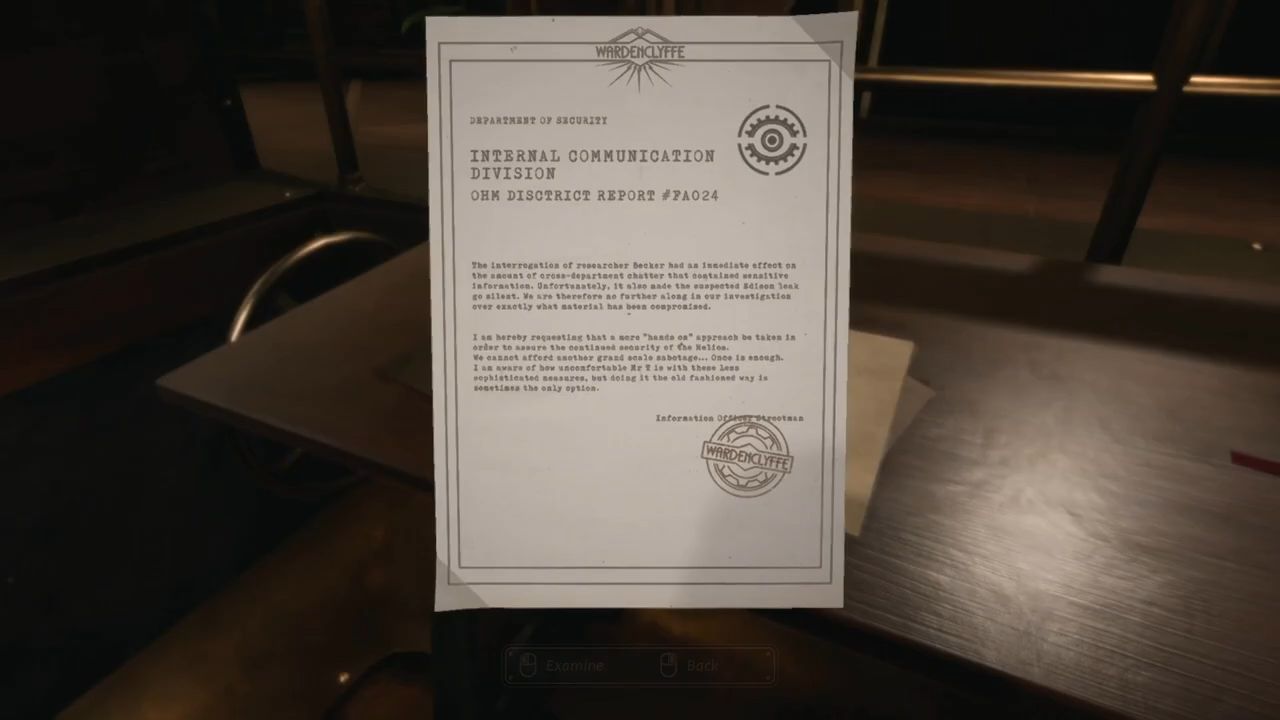 WARDENCLYFFE
DEPARTMENT OF SECURITY
INTERNAL COMMUNICATION
DIVISION
OHM DISCTRICT REPORT #FA024
The interrogation of researcher Becker had an immediate effect on
the amount of cross-department chatter that contained sensitive
information. Unfortunately, it also made the suspected Edison leak
go silent. We are therefore no further along in our investigation
over exactly what material has been compromised.
I am hereby requesting that a more "hands on" approach be taken in
order to assure the continued security of the Helios.
We cannot afford another grand scale sabotage... Once is enough.
I am aware of how uncomfortable Mr T is with these less
sophisticated measures, but doing it the old fashioned way is
sometimes the only option.
Information Officer Streetman
WARDENCLYFFE
Examine
Back